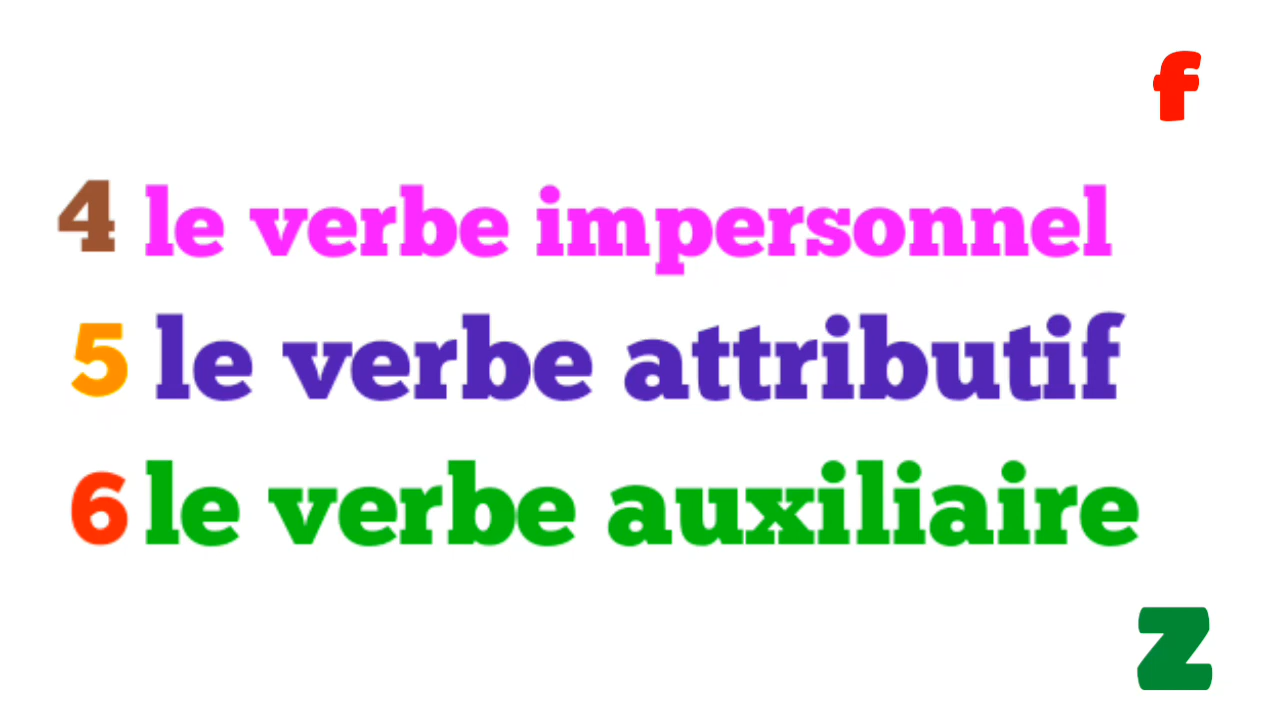 f
4 le verbe impersonnel
5 le verbe attributif
6 le verbe auxiliaire
z